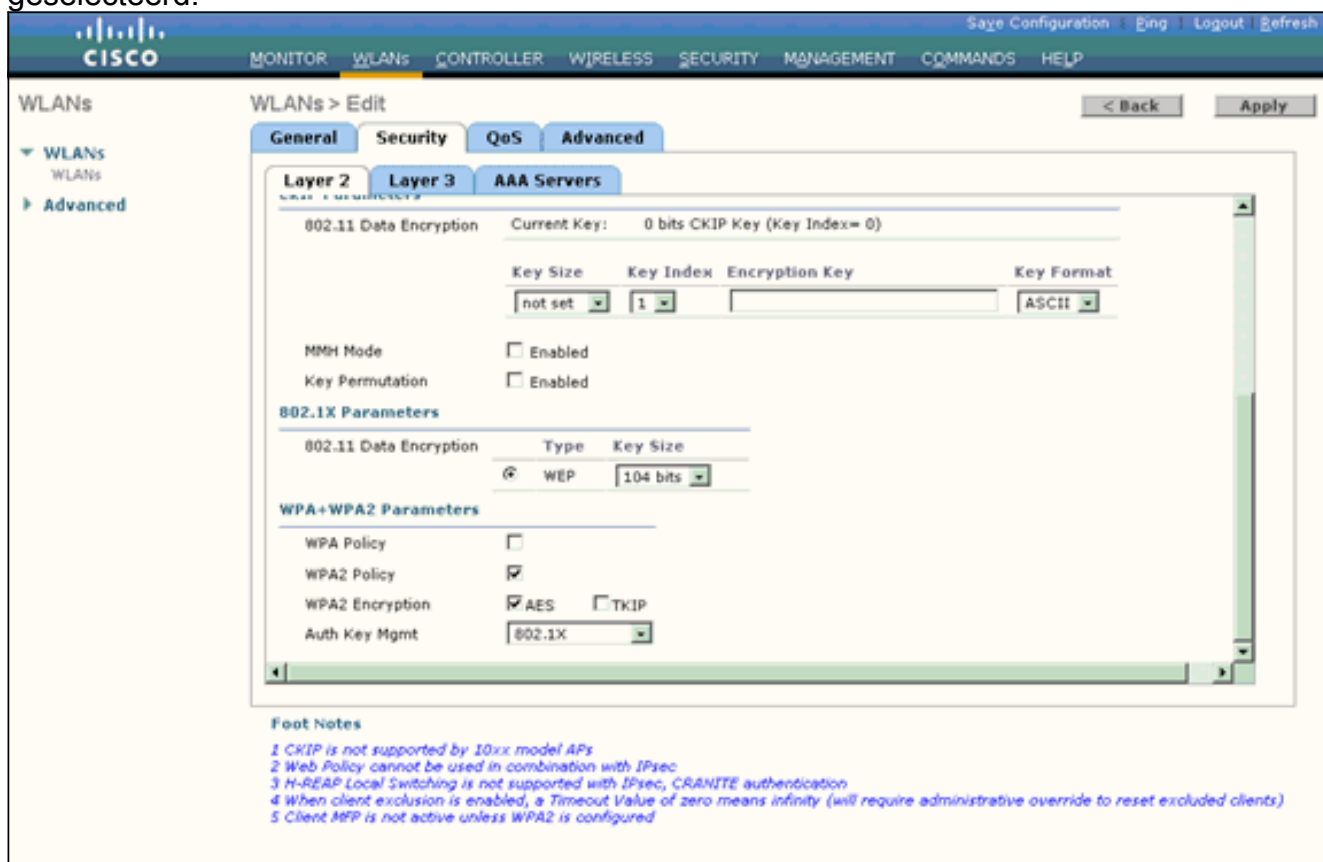 geselecteerd.
Save Configuration | Ping | Logout | Refresh
CISCO
MONITOR WLANs CONTROLLER WIRELESS SECURITY MANAGEMENT COMMANDS HELP
WLANs
WLANs > Edit
< Back
Apply
General Security QoS Advanced
WLANs
WLANs
Advanced
Layer 2 Layer 3 AAA Servers
CKIP Parameters
802.11 Data Encryption Current Key: 0 bits CKIP Key (Key Index= 0)
Key Size Key Index Encryption Key Key Format
not set 1 ASCII
MMH Mode Enabled
Key Permutation Enabled
802.1X Parameters
802.11 Data Encryption Type Key Size
WEP 104 bits
WPA+WPA2 Parameters
WPA Policy
WPA2 Policy
WPA2 Encryption AES TKIP
Auth Key Mgmt 802.1X
Foot Notes
1 CKIP is not supported by 10xx model APs
2 Web Policy cannot be used in combination with IPsec
3 H-REAP Local Switching is not supported with IPsec, CRANITE authentication
4 When client exclusion is enabled, a Timeout Value of zero means infinity (will require administrative override to reset excluded clients)
5 Client MFP is not active unless WPA2 is configured